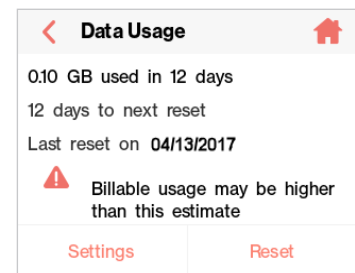 Data Usage
0.10 GB used in 12 days
12 days to next reset
Last reset on 04/13/2017
Billable usage may be higher
than this estimate
Settings Reset